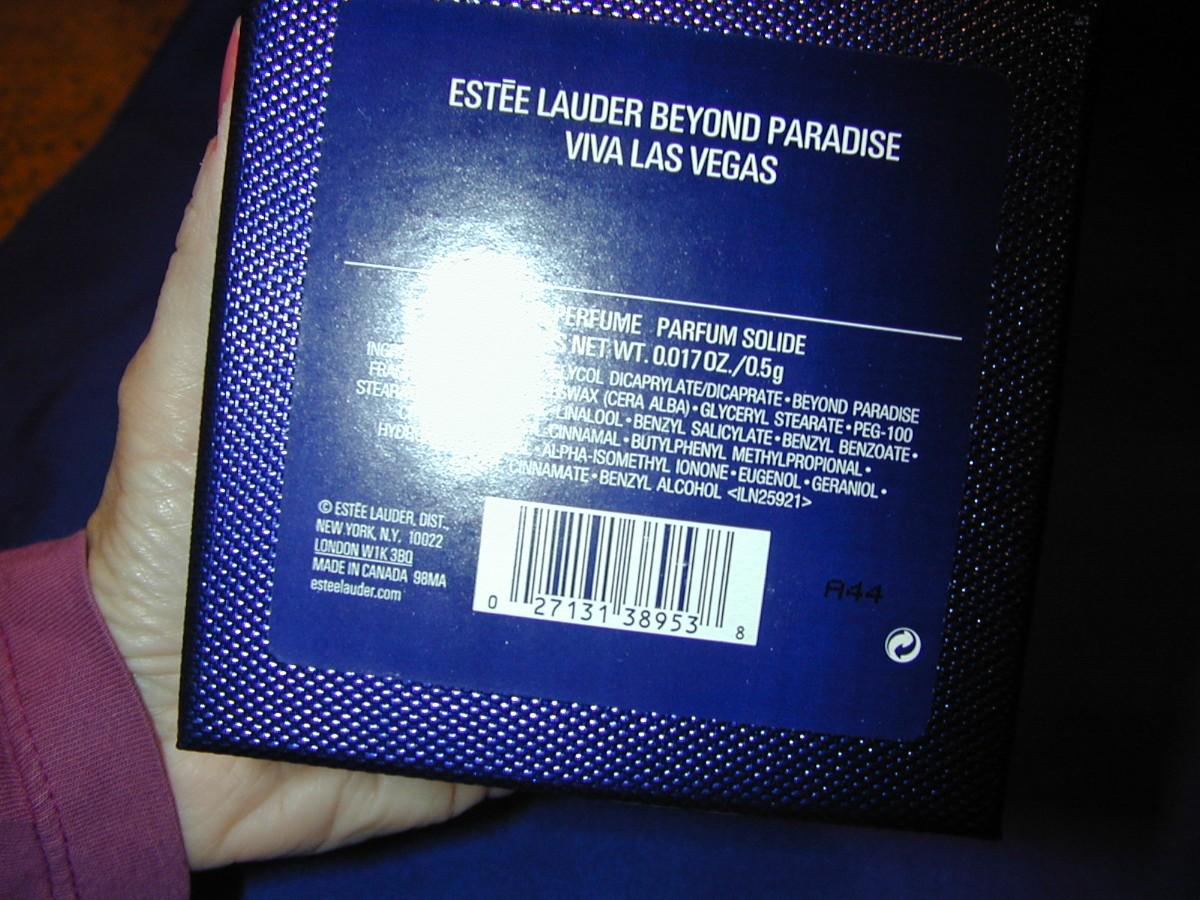 ESTĒE LAUDER BEYOND PARADISE
VIVA LAS VEGAS
PERFUME PARFUM SOLIDE
NET WT. 0.017 OZ./0.5g
DICAPRYLATE/DICAPRATE • BEYOND PARADISE
(CERA ALBA) • GLYCERYL STEARATE • PEG-100
LINALOOL • BENZYL SALICYLATE • BENZYL BENZOATE •
BUTYLPHENYL METHYLPROPIONAL •
• ALPHA-ISOMETHYL IONONE • EUGENOL • GERANIOL •
CINNAMATE • BENZYL ALCOHOL <ILN25921>
© ESTĒE LAUDER, DIST.
NEW YORK, N.Y. 10022
LONDON W1K 3BQ
MADE IN CANADA 98MA
esteelauder.com
0 27131 38953 8
A44